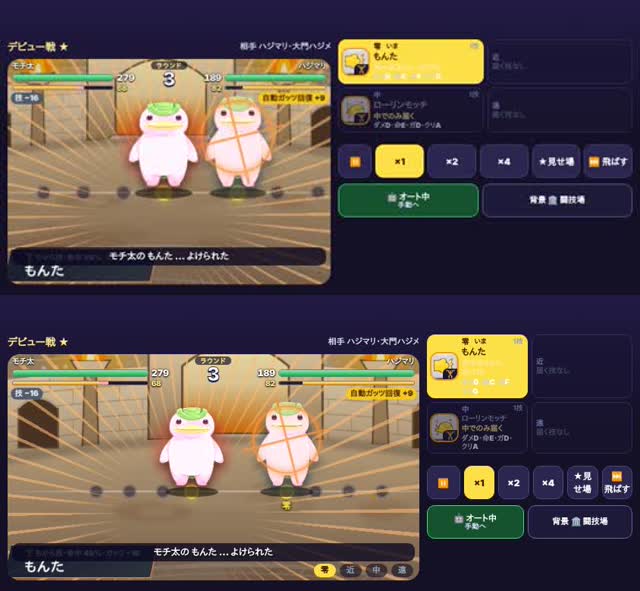 デビュー戦 ★
相手 ハジマリ・大門ハジメ
モチ太
ラウンド
ハジマリ
279
3
189
68
82
技 -16
自動ガッツ回復 +9
モチ太の もんた … よけられた
もんた
零 いま
もんた
近
届く技なし
中
1技
ローリンモッチ
中でのみ届く
ダメD・命E・ガD・クリA
遠
届く技なし
×1
×2
×4
★見せ場
⏩ 飛ばす
オート中
手動へ
背景 🏛 闘技場
デビュー戦 ★
相手 ハジマリ・大門ハジメ
モチ太
ラウンド
ハジマリ
279
3
189
68
82
技 -16
自動ガッツ回復 +9
零
モチ太の もんた … よけられた
もんた
零
近
中
遠
零 いま
1技
もんた
近
届く技なし
中
1技
ローリンモッチ
中でのみ届く
ダメD・命E・ガD・
クリA
遠
届く技なし
×1
×2
×4
★見
せ場
⏩
飛ばす
オート中
手動へ
背景 🏛 闘技場